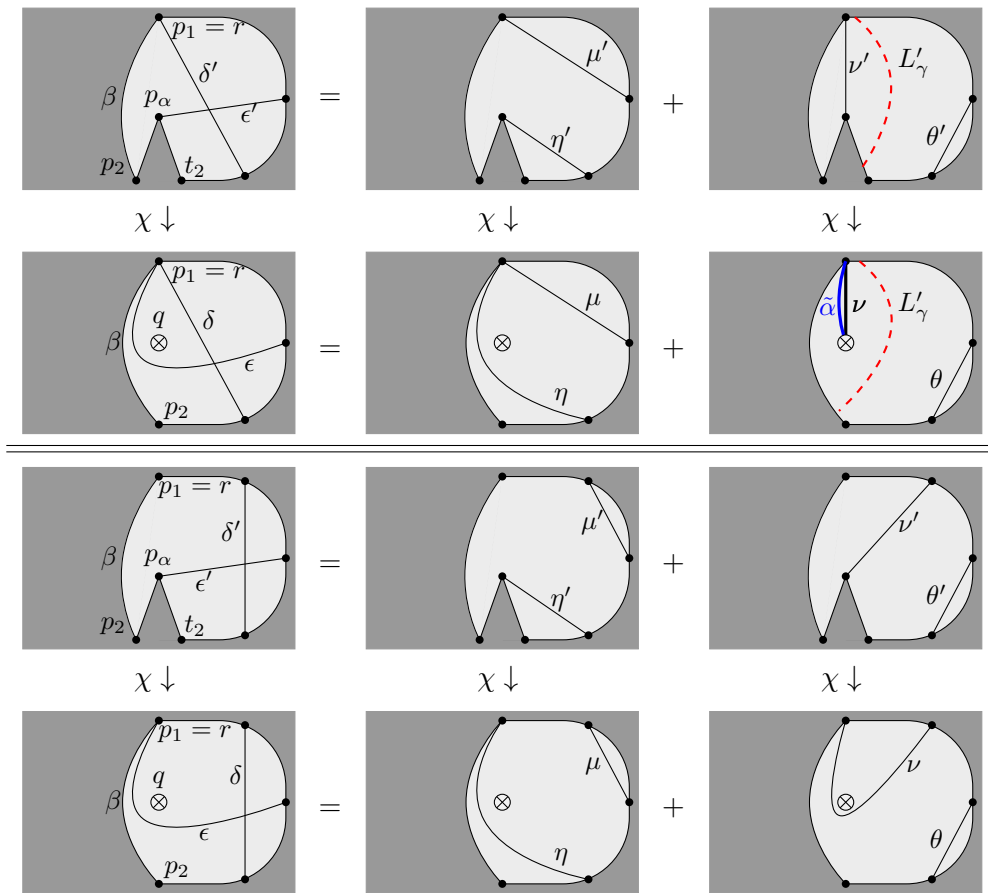 p₁ = r δ′ β p_α ϵ′ p₂ t₂ = μ′ η′ + ν′ L′_γ θ′
χ ↓ χ ↓ χ ↓
p₁ = r q δ β ϵ p₂ = μ η + α̃ ν L′_γ θ
p₁ = r δ′ β p_α ϵ′ p₂ t₂ = μ′ η′ + ν′ θ′
χ ↓ χ ↓ χ ↓
p₁ = r q δ β ϵ p₂ = μ η + ν θ